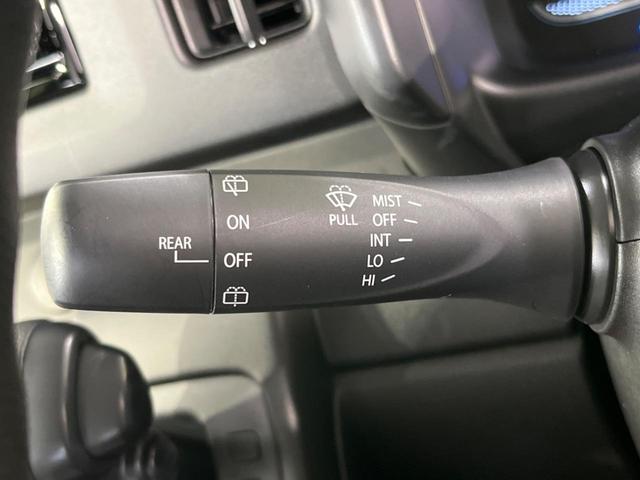 REAR
ON
OFF
PULL
MIST
OFF
INT
LO
HI